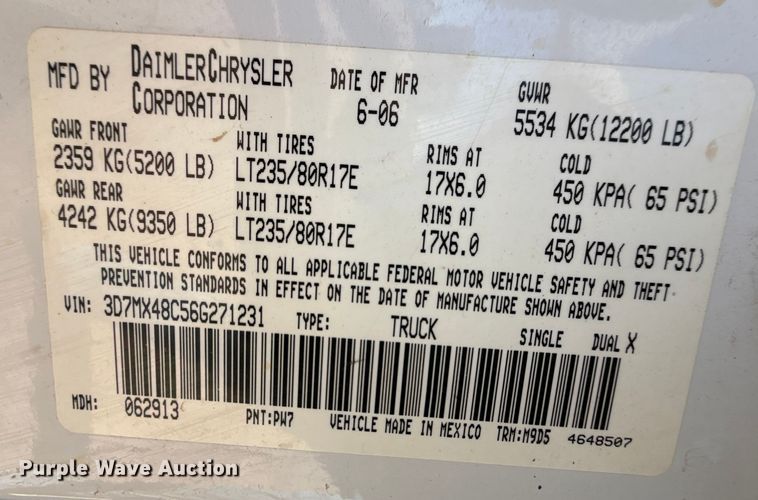 MFD BY DAIMLERCHRYSLER CORPORATION DATE OF MFR 6-06 GVWR 5534 KG(12200 LB)
GAWR FRONT WITH TIRES RIMS AT COLD
2359 KG(5200 LB) LT235/80R17E 17X6.0 450 KPA( 65 PSI)
GAWR REAR WITH TIRES RIMS AT COLD
4242 KG(9350 LB) LT235/80R17E 17X6.0 450 KPA( 65 PSI)
THIS VEHICLE CONFORMS TO ALL APPLICABLE FEDERAL MOTOR VEHICLE SAFETY AND THEFT
PREVENTION STANDARDS IN EFFECT ON THE DATE OF MANUFACTURE SHOWN ABOVE.
VIN: 3D7MX48C56G271231 TYPE: TRUCK SINGLE DUAL X
MDH: 062913 PNT:PW7 VEHICLE MADE IN MEXICO TRM:M9D5 4648507
Purple Wave Auction